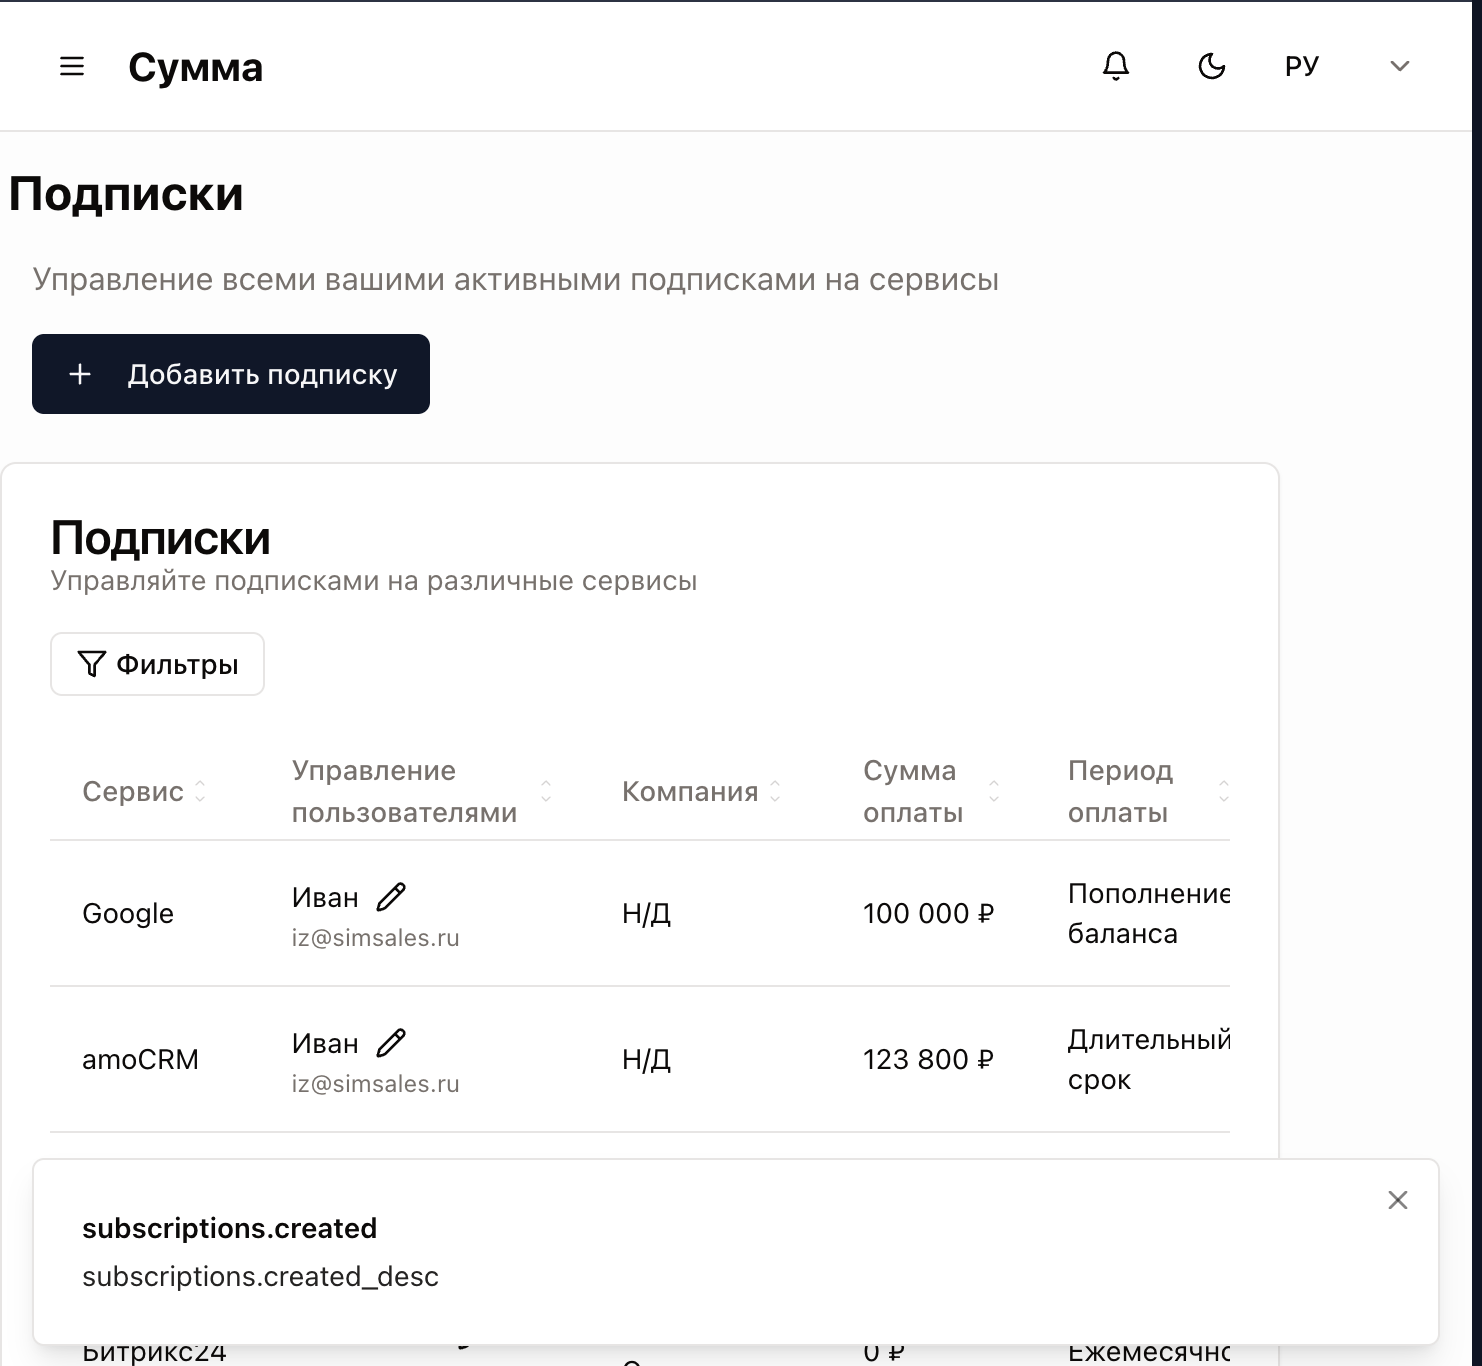 Сумма
РУ
Подписки
Управление всеми вашими активными подписками на сервисы
Добавить подписку
Подписки
Управляйте подписками на различные сервисы
Фильтры
Сервис
Управление
пользователями
Компания
Сумма
оплаты
Период
оплаты
Google
Иван
iz@simsales.ru
Н/Д
100 000 ₽
Пополнение
баланса
amoCRM
Иван
iz@simsales.ru
Н/Д
123 800 ₽
Длительный
срок
subscriptions.created
subscriptions.created_desc
Битрикс24
0 ₽